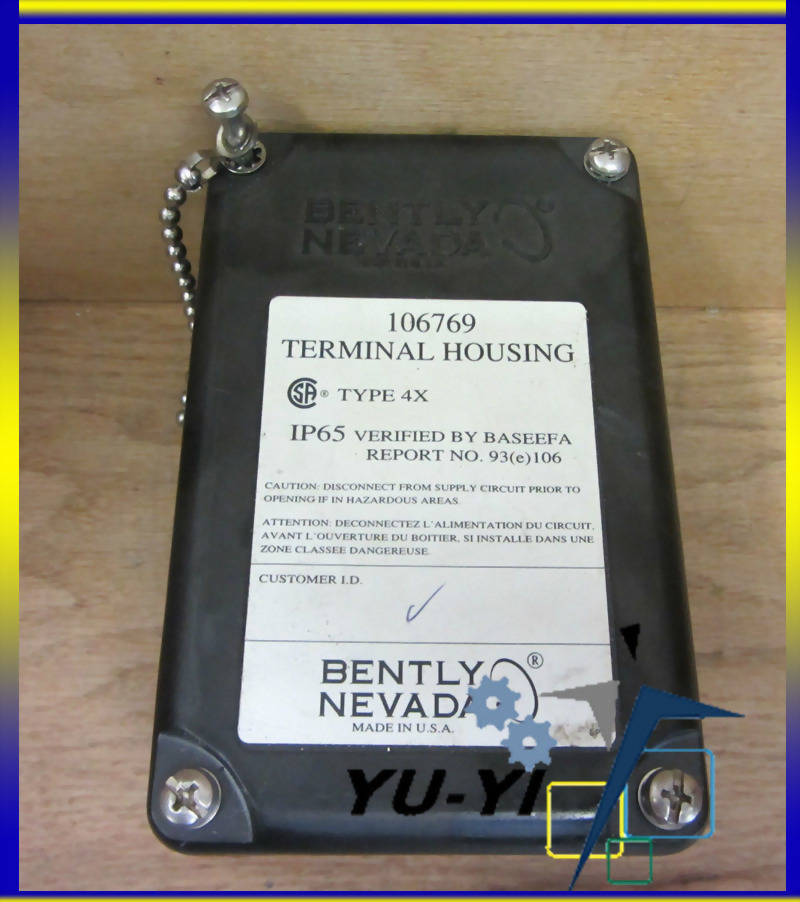 BENTLY
NEVADA
106769
TERMINAL HOUSING
SA ® TYPE 4X
IP65 VERIFIED BY BASEEFA
REPORT NO. 93(e)106
CAUTION: DISCONNECT FROM SUPPLY CIRCUIT PRIOR TO
OPENING IF IN HAZARDOUS AREAS.
ATTENTION: DECONNECTEZ L'ALIMENTATION DU CIRCUIT,
AVANT L'OUVERTURE DU BOITIER, SI INSTALLE DANS UNE
ZONE CLASSEE DANGEREUSE.
CUSTOMER I.D.
BENTLY ®
NEVADA
MADE IN U.S.A.
YU-YI